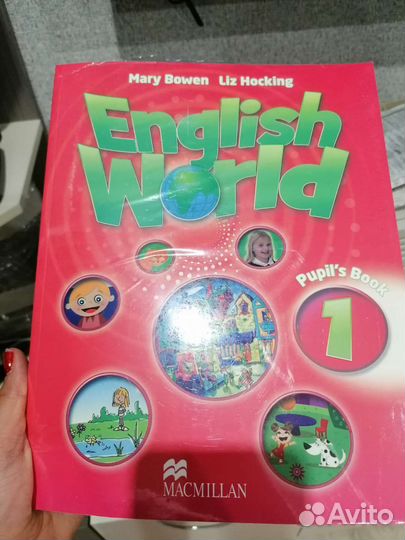 Mary Bowen Liz Hocking
English
World
Pupil's Book
1
MACMILLAN
Avito